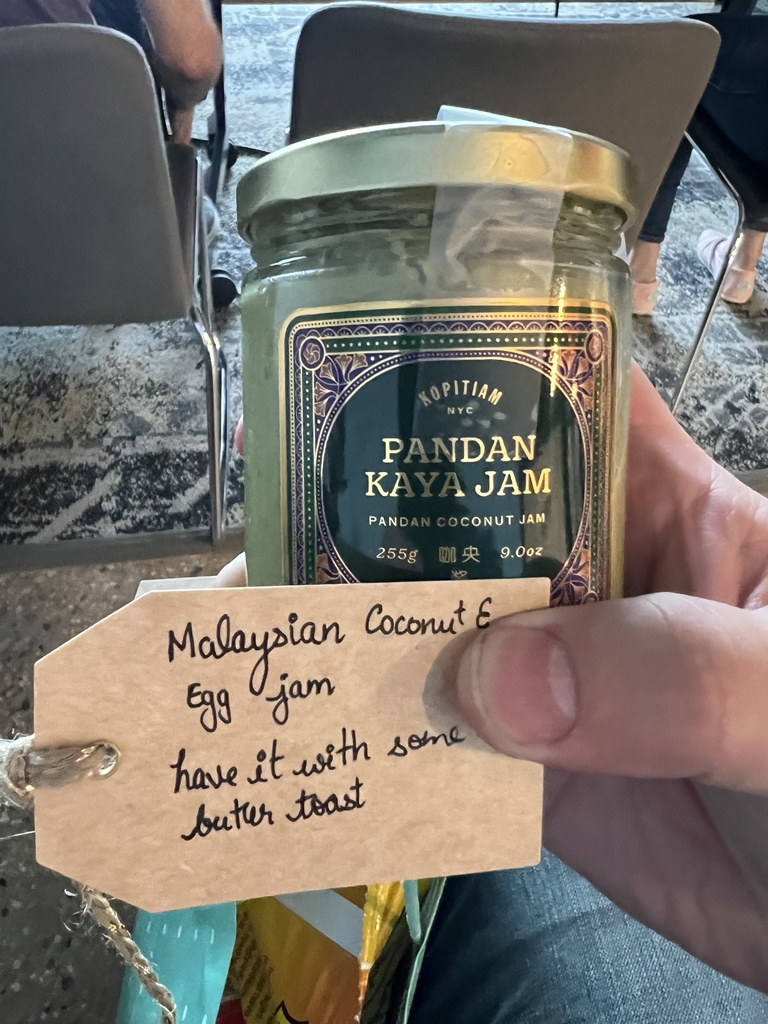 KOPITIAM
NYC
PANDAN
KAYA JAM
PANDAN COCONUT JAM
255g 咖央 9.0oz
Malaysian Coconut &
Egg jam
have it with some
butter toast